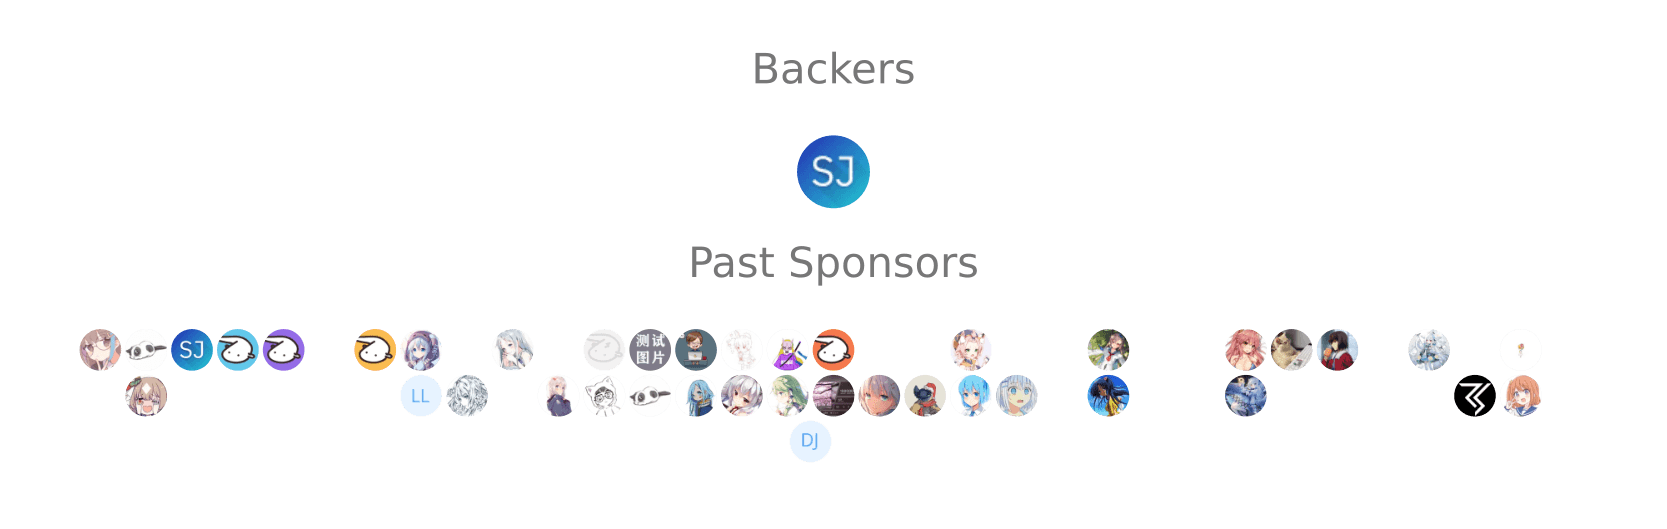 Backers
SJ
Past Sponsors
SJ
测试
图片
LL
DJ